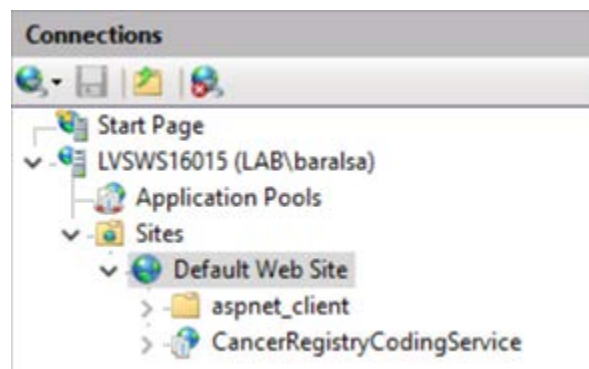 Connections
Start Page
LVSWS16015 (LAB\baralsa)
Application Pools
Sites
Default Web Site
aspnet_client
CancerRegistryCodingService